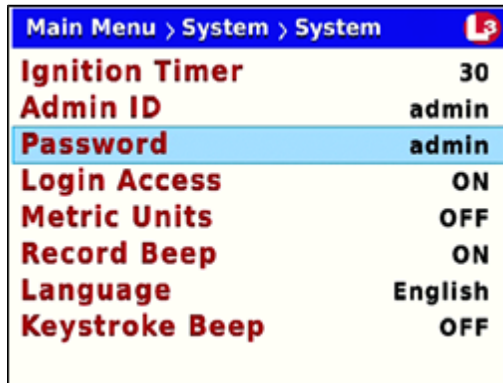 Main Menu > System > System L3
Ignition Timer 30
Admin ID admin
Password admin
Login Access ON
Metric Units OFF
Record Beep ON
Language English
Keystroke Beep OFF